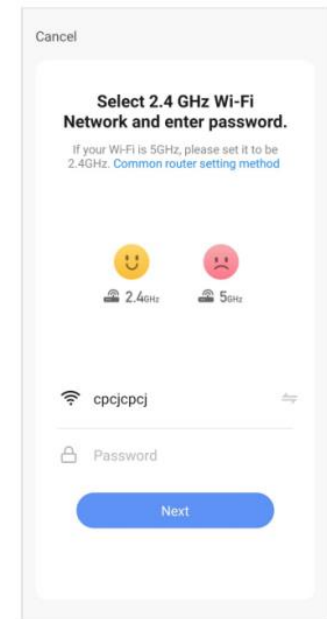 Cancel
Select 2.4 GHz Wi-Fi
Network and enter password.
If your Wi-Fi is 5GHz, please set it to be
2.4GHz. Common router setting method
2.4GHz 5GHz
cpcjcpcj
Password
Next